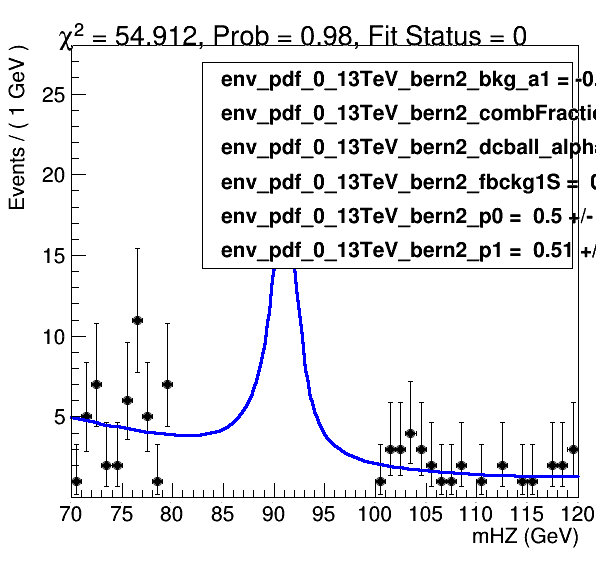 χ² = 54.912, Prob = 0.98, Fit Status = 0
env_pdf_0_13TeV_bern2_bkg_a1 = -0.
env_pdf_0_13TeV_bern2_combFractio
env_pdf_0_13TeV_bern2_dcball_alpha
env_pdf_0_13TeV_bern2_fbckg1S = 0
env_pdf_0_13TeV_bern2_p0 = 0.5 +/-
env_pdf_0_13TeV_bern2_p1 = 0.51 +/
Events / ( 1 GeV )
25
20
15
10
5
70 75 80 85 90 95 100 105 110 115 120
mHZ (GeV)